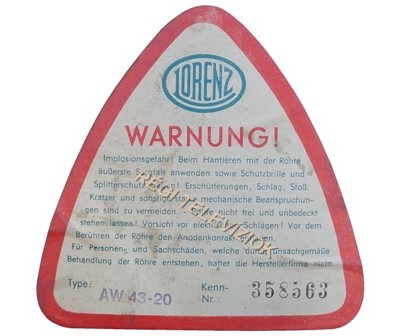 LORENZ
WARNUNG!
Implosionsgefahr! Beim Hantieren mit der Röhre
äußerste Sorgfalt anwenden sowie Schutzbrille und
Splitterschutz Erschütterungen, Schlag, Stoß,
Kratzer und sonstige mechanische Beanspruchun-
gen sind zu vermeiden. nicht frei und unbedeckt
stehen lassen! Vorsicht vor elektr. Schlägen! Vor dem
Berühren der Röhre den Anodenkontakt
Für Personen- und Sachschäden, welche durch unsachgemäße
Behandlung der Röhre entstehen, haftet die Herstellerfirma nicht.
Type: AW 43-20 Kenn-Nr.: 358563
REGITELEVIZIOK